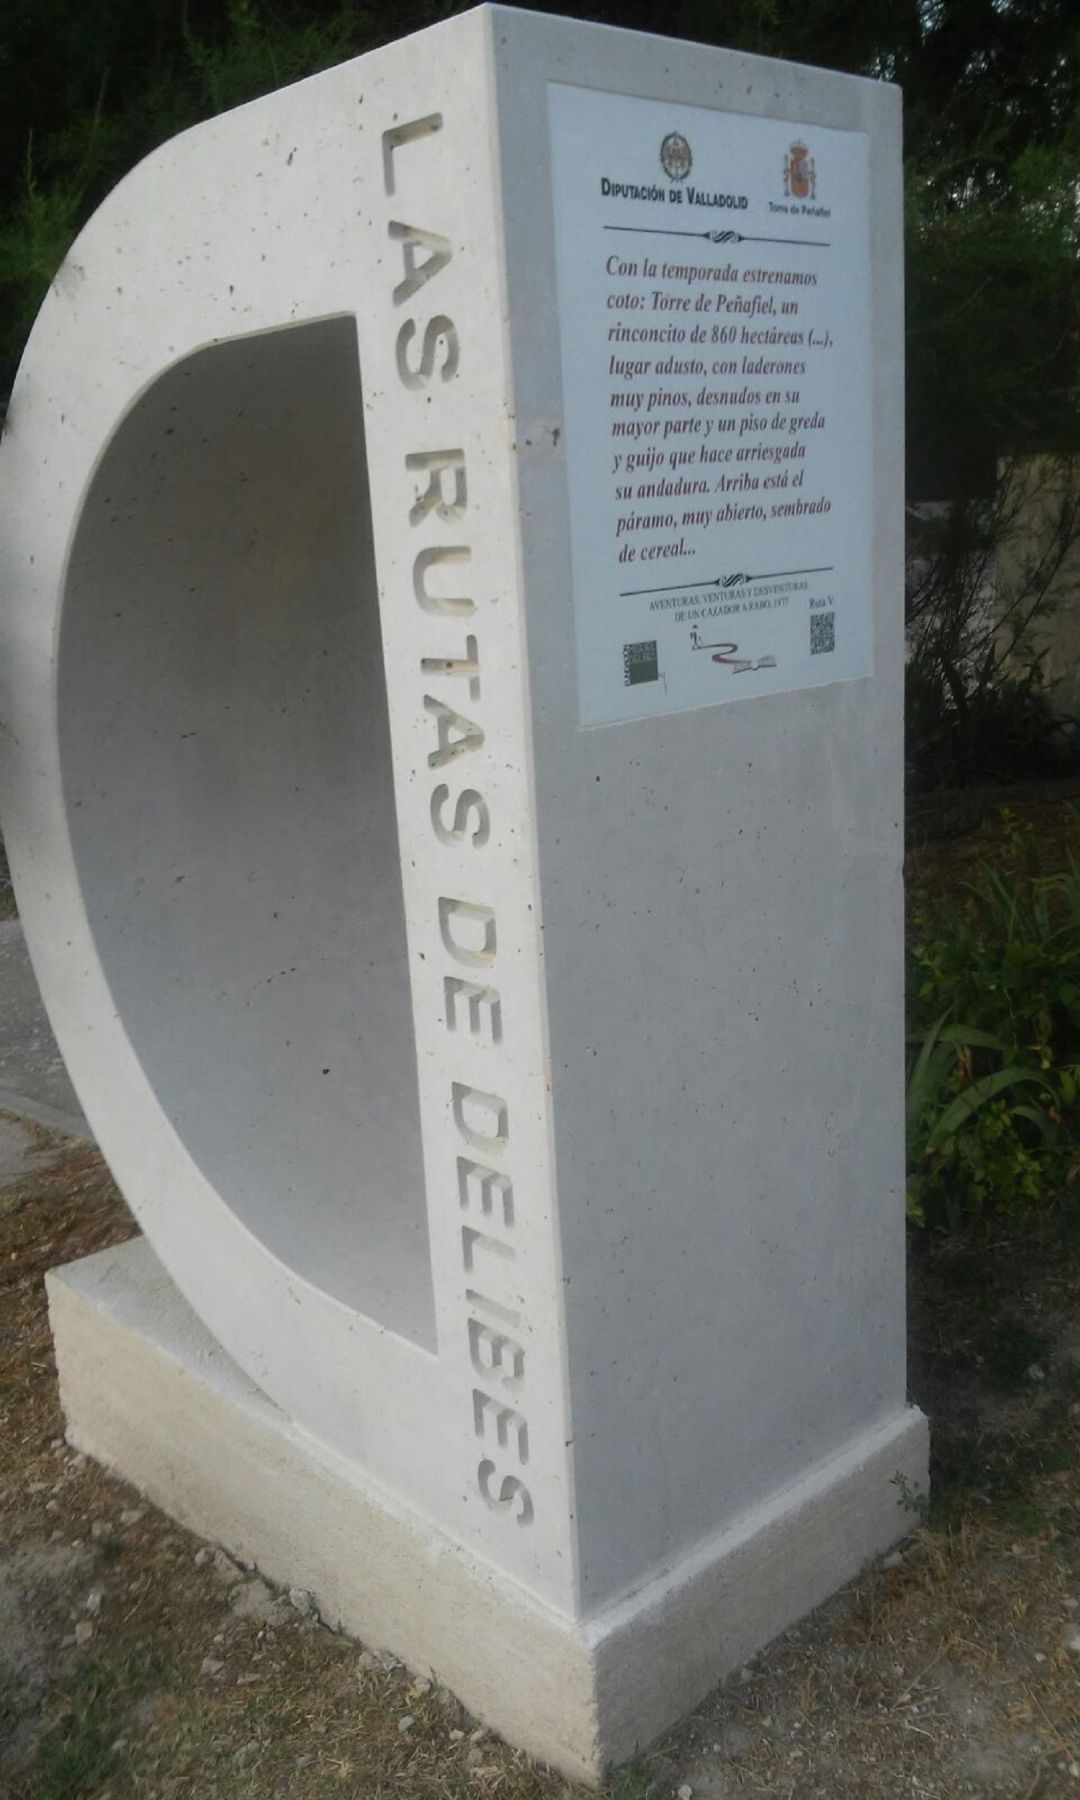 LAS RUTAS DE DELIBES
DIPUTACIÓN DE VALLADOLID
Torre de Peñafiel
Con la temporada estrenamos
coto: Torre de Peñafiel, un
rinconcito de 860 hectáreas (...),
lugar adusto, con laderones
muy pinos, desnudos en su
mayor parte y un piso de greda
y guijo que hace arriesgada
su andadura. Arriba está el
páramo, muy abierto, sembrado
de cereal...
AVENTURAS, VENTURAS Y DESVENTURAS
DE UN CAZADOR A RABO, 1977
Ruta V
FUNDACIÓN